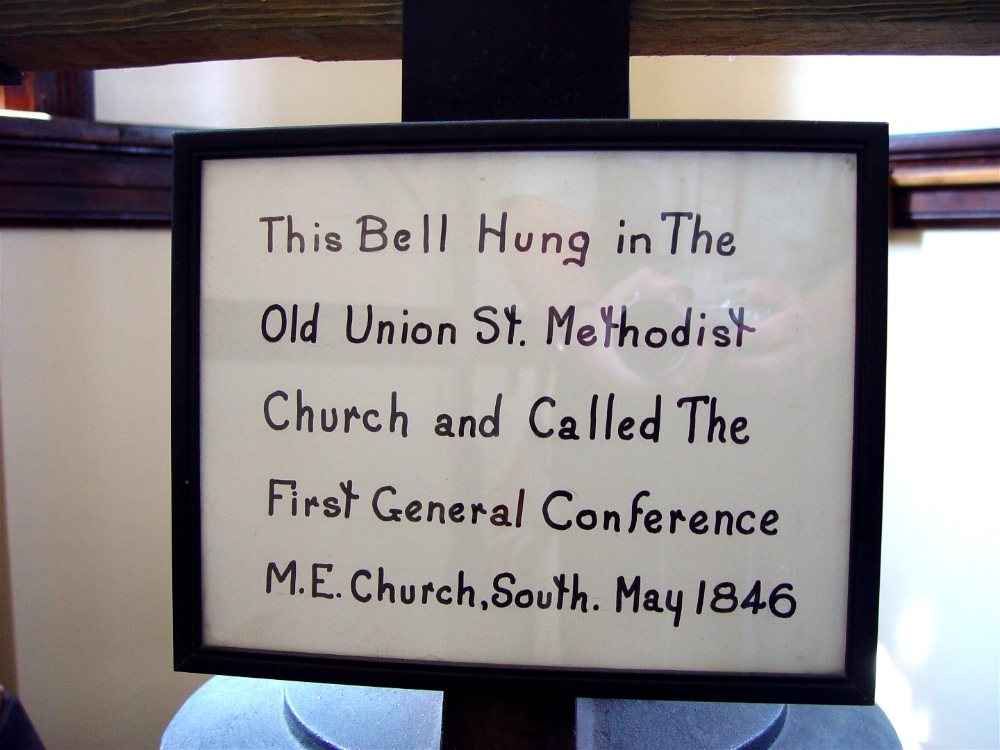 This Bell Hung in The
Old Union St. Methodist
Church and Called The
First General Conference
M.E. Church, South. May 1846